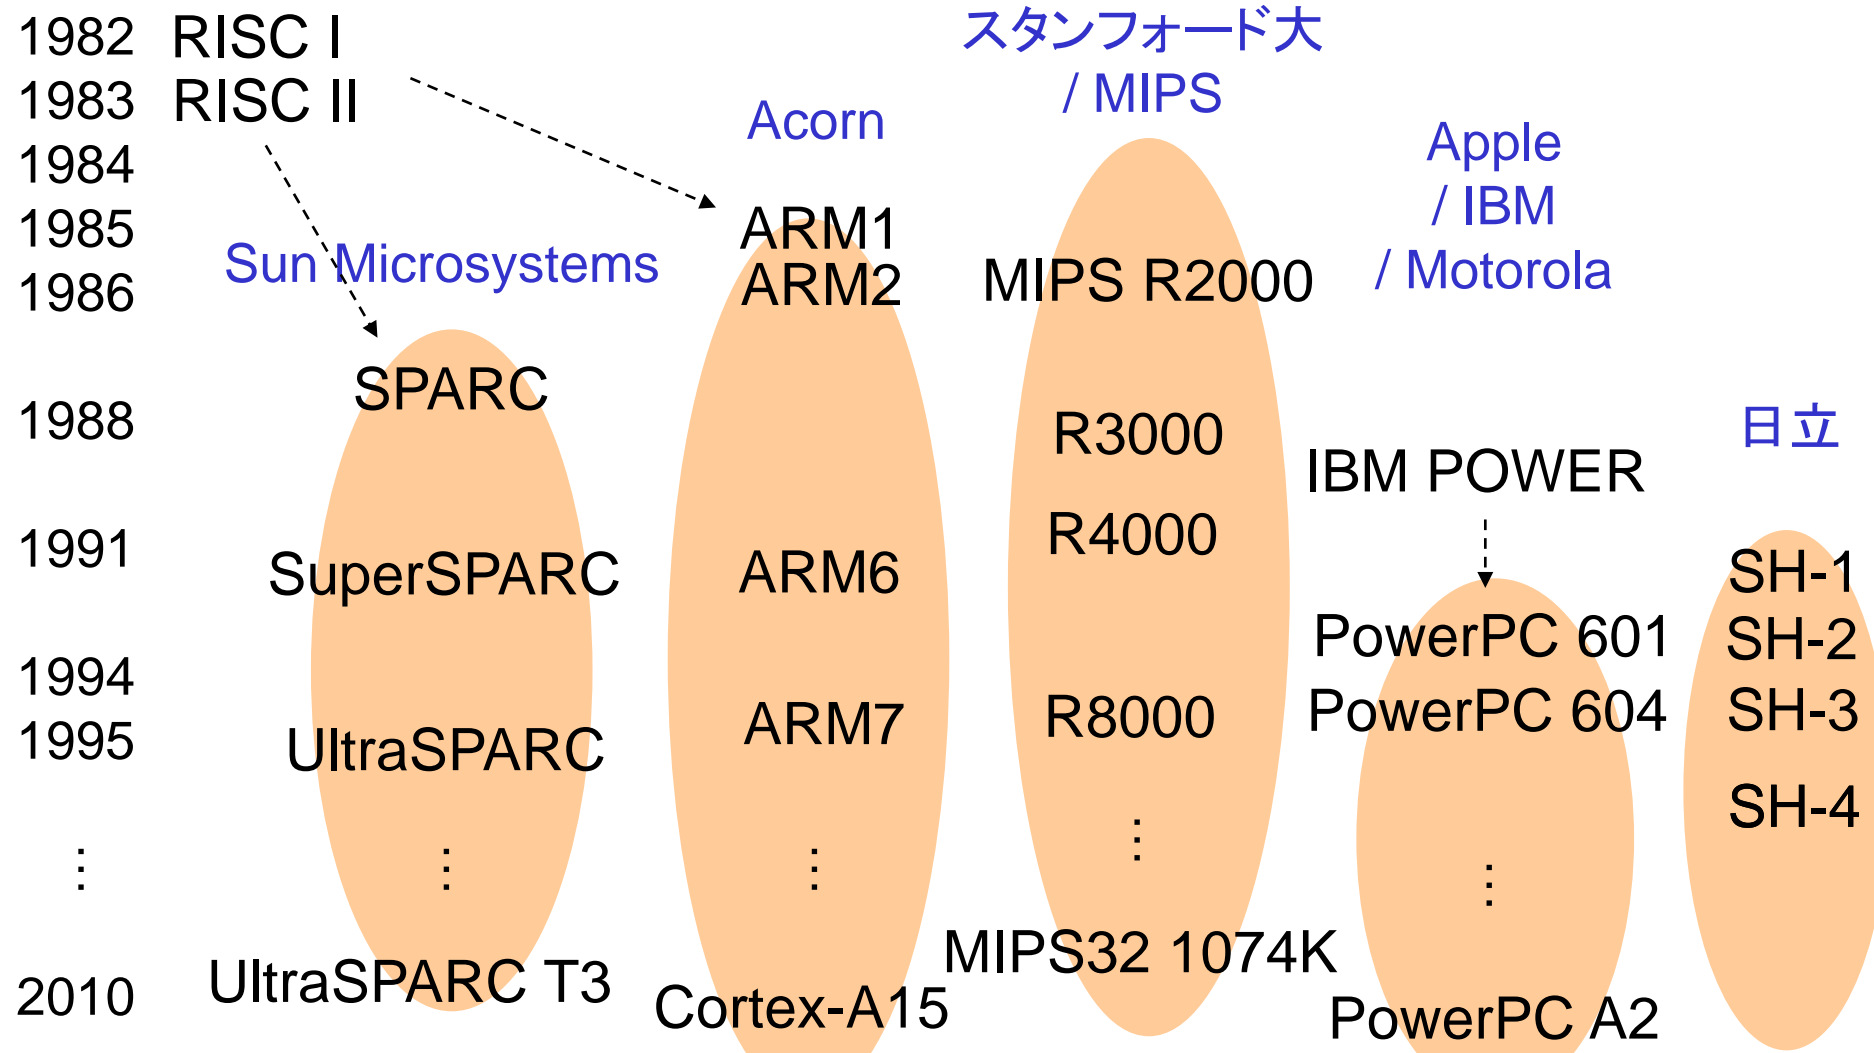 1982 RISC I
1983 RISC II
1984
1985
1986
1988
1991
1994
1995
⋮
2010
Sun Microsystems
SPARC
SuperSPARC
UltraSPARC
⋮
UltraSPARC T3
Acorn
ARM1
ARM2
ARM6
ARM7
⋮
Cortex-A15
スタンフォード大
/ MIPS
MIPS R2000
R3000
R4000
R8000
⋮
MIPS32 1074K
Apple
/ IBM
/ Motorola
IBM POWER
PowerPC 601
PowerPC 604
⋮
PowerPC A2
日立
SH-1
SH-2
SH-3
SH-4